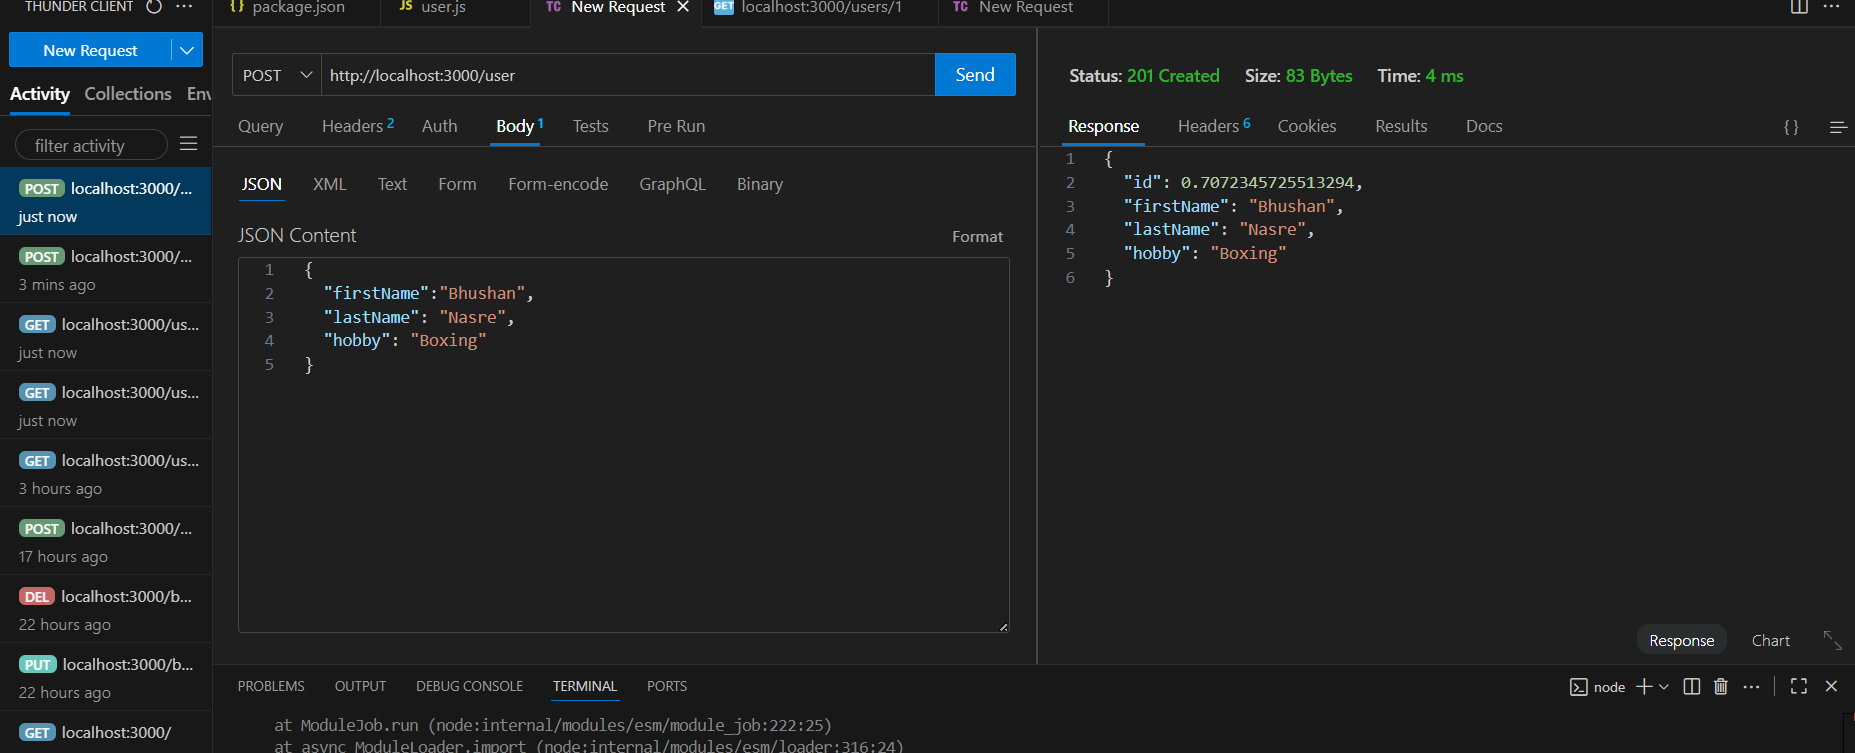 THUNDER CLIENT
New Request
Activity Collections Env
filter activity
POST localhost:3000/...
just now
POST localhost:3000/...
3 mins ago
GET localhost:3000/us...
just now
GET localhost:3000/us...
just now
GET localhost:3000/us...
3 hours ago
POST localhost:3000/...
17 hours ago
DEL localhost:3000/b...
22 hours ago
PUT localhost:3000/b...
22 hours ago
GET localhost:3000/
{} package.json JS user.js TC New Request GET localhost:3000/users/1 TC New Request
POST http://localhost:3000/user Send
Query Headers 2 Auth Body 1 Tests Pre Run
JSON XML Text Form Form-encode GraphQL Binary
JSON Content Format
1 {
2 "firstName":"Bhushan",
3 "lastName": "Nasre",
4 "hobby": "Boxing"
5 }
Status: 201 Created Size: 83 Bytes Time: 4 ms
Response Headers 6 Cookies Results Docs {}
1 {
2 "id": 0.7072345725513294,
3 "firstName": "Bhushan",
4 "lastName": "Nasre",
5 "hobby": "Boxing"
6 }
Response Chart
PROBLEMS OUTPUT DEBUG CONSOLE TERMINAL PORTS node
at ModuleJob.run (node:internal/modules/esm/module_job:222:25)
at async ModuleLoader.import (node:internal/modules/esm/loader:316:24)